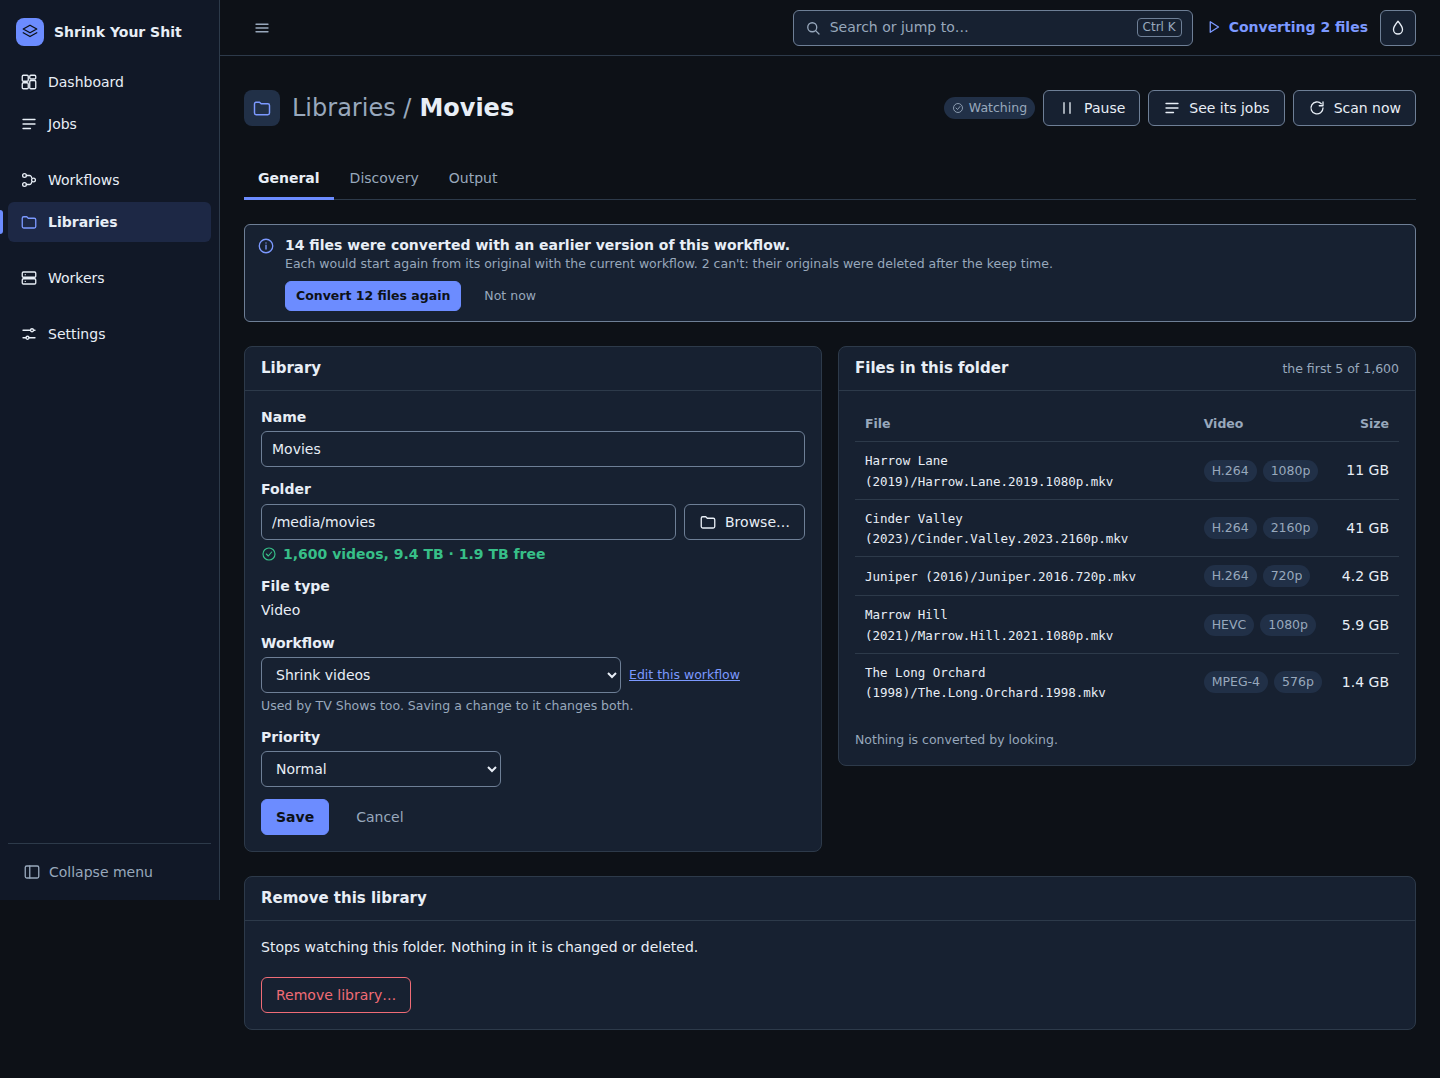 Shrink Your Shit
Search or jump to…
Ctrl K
Converting 2 files
Dashboard
Jobs
Workflows
Libraries
Workers
Settings
Collapse menu
Libraries / Movies
Watching
Pause
See its jobs
Scan now
General
Discovery
Output
14 files were converted with an earlier version of this workflow.
Each would start again from its original with the current workflow. 2 can't: their originals were deleted after the keep time.
Convert 12 files again
Not now
Library
Name
Movies
Folder
/media/movies
Browse…
1,600 videos, 9.4 TB · 1.9 TB free
File type
Video
Workflow
Shrink videos
Edit this workflow
Used by TV Shows too. Saving a change to it changes both.
Priority
Normal
Save
Cancel
Files in this folder
the first 5 of 1,600
File
Video
Size
Harrow Lane
(2019)/Harrow.Lane.2019.1080p.mkv
H.264
1080p
11 GB
Cinder Valley
(2023)/Cinder.Valley.2023.2160p.mkv
H.264
2160p
41 GB
Juniper (2016)/Juniper.2016.720p.mkv
H.264
720p
4.2 GB
Marrow Hill
(2021)/Marrow.Hill.2021.1080p.mkv
HEVC
1080p
5.9 GB
The Long Orchard
(1998)/The.Long.Orchard.1998.mkv
MPEG-4
576p
1.4 GB
Nothing is converted by looking.
Remove this library
Stops watching this folder. Nothing in it is changed or deleted.
Remove library…